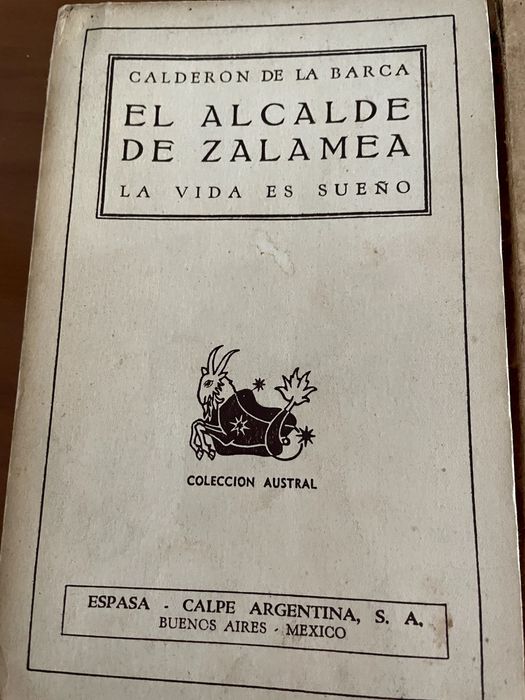 CALDERON DE LA BARCA
EL ALCALDE
DE ZALAMEA
LA VIDA ES SUEÑO
COLECCION AUSTRAL
ESPASA - CALPE ARGENTINA, S. A.
BUENOS AIRES - MEXICO